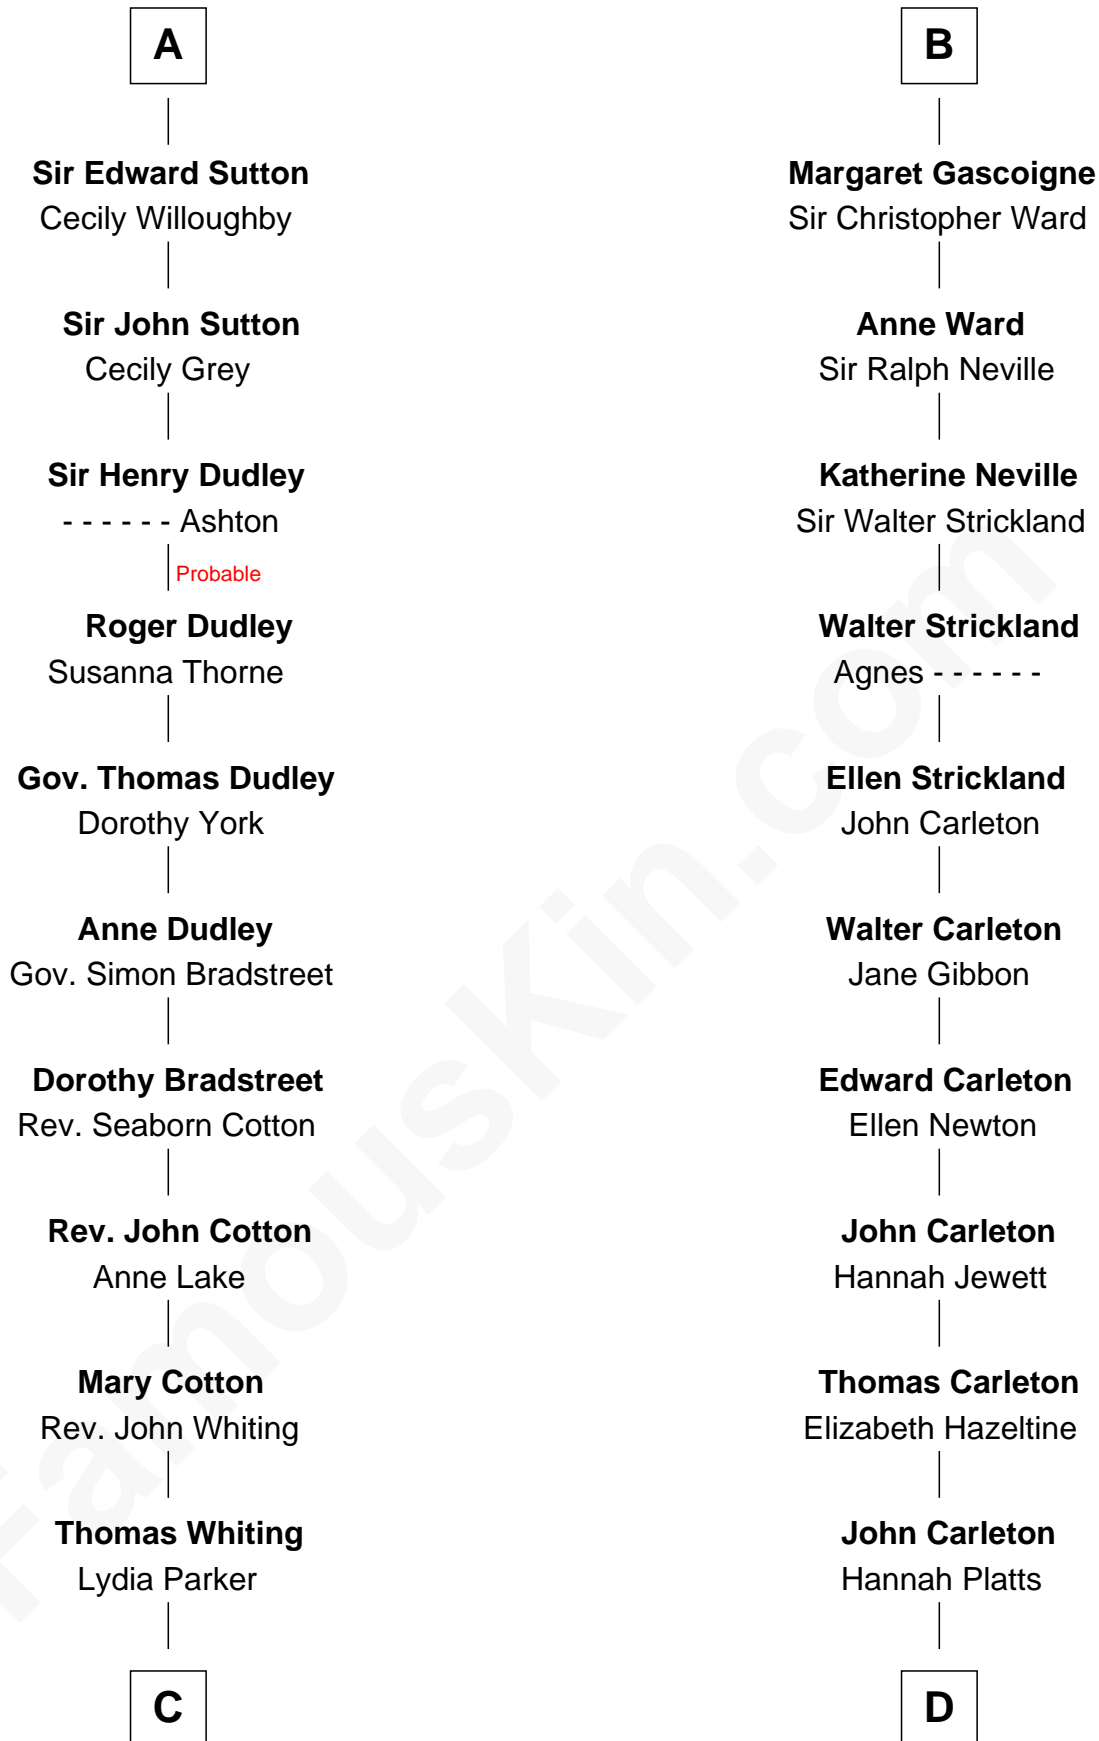 A
Sir Edward Sutton
Cecily Willoughby
Sir John Sutton
Cecily Grey
Sir Henry Dudley
- - - - - - Ashton
Probable
Roger Dudley
Susanna Thorne
Gov. Thomas Dudley
Dorothy York
Anne Dudley
Gov. Simon Bradstreet
Dorothy Bradstreet
Rev. Seaborn Cotton
Rev. John Cotton
Anne Lake
Mary Cotton
Rev. John Whiting
Thomas Whiting
Lydia Parker
C
B
Margaret Gascoigne
Sir Christopher Ward
Anne Ward
Sir Ralph Neville
Katherine Neville
Sir Walter Strickland
Walter Strickland
Agnes - - - - - -
Ellen Strickland
John Carleton
Walter Carleton
Jane Gibbon
Edward Carleton
Ellen Newton
John Carleton
Hannah Jewett
Thomas Carleton
Elizabeth Hazeltine
John Carleton
Hannah Platts
D
FamousKin.com